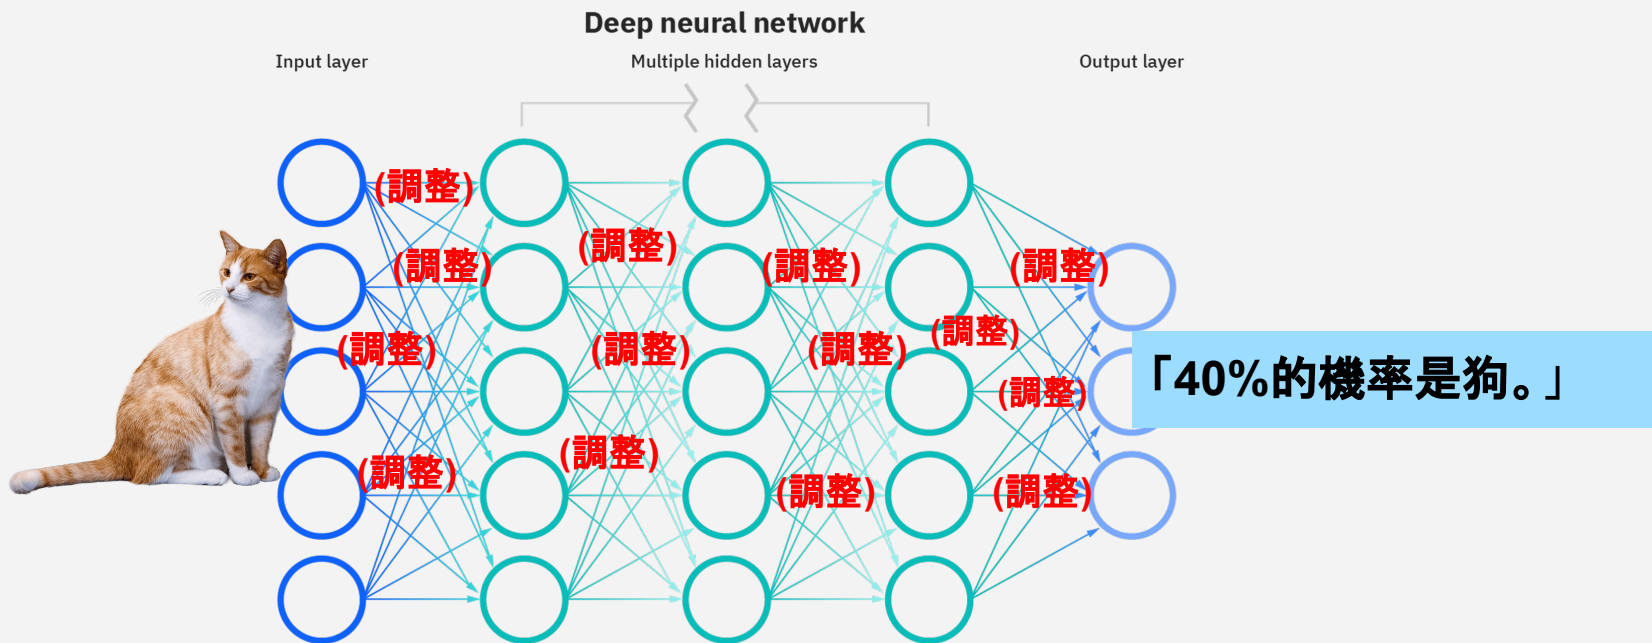 Deep neural network
Input layer
Multiple hidden layers
Output layer
(調整)
(調整)
(調整)
(調整)
(調整)
(調整)
(調整)
(調整)
(調整)
(調整)
(調整)
(調整)
(調整)
(調整)
「40%的機率是狗。」